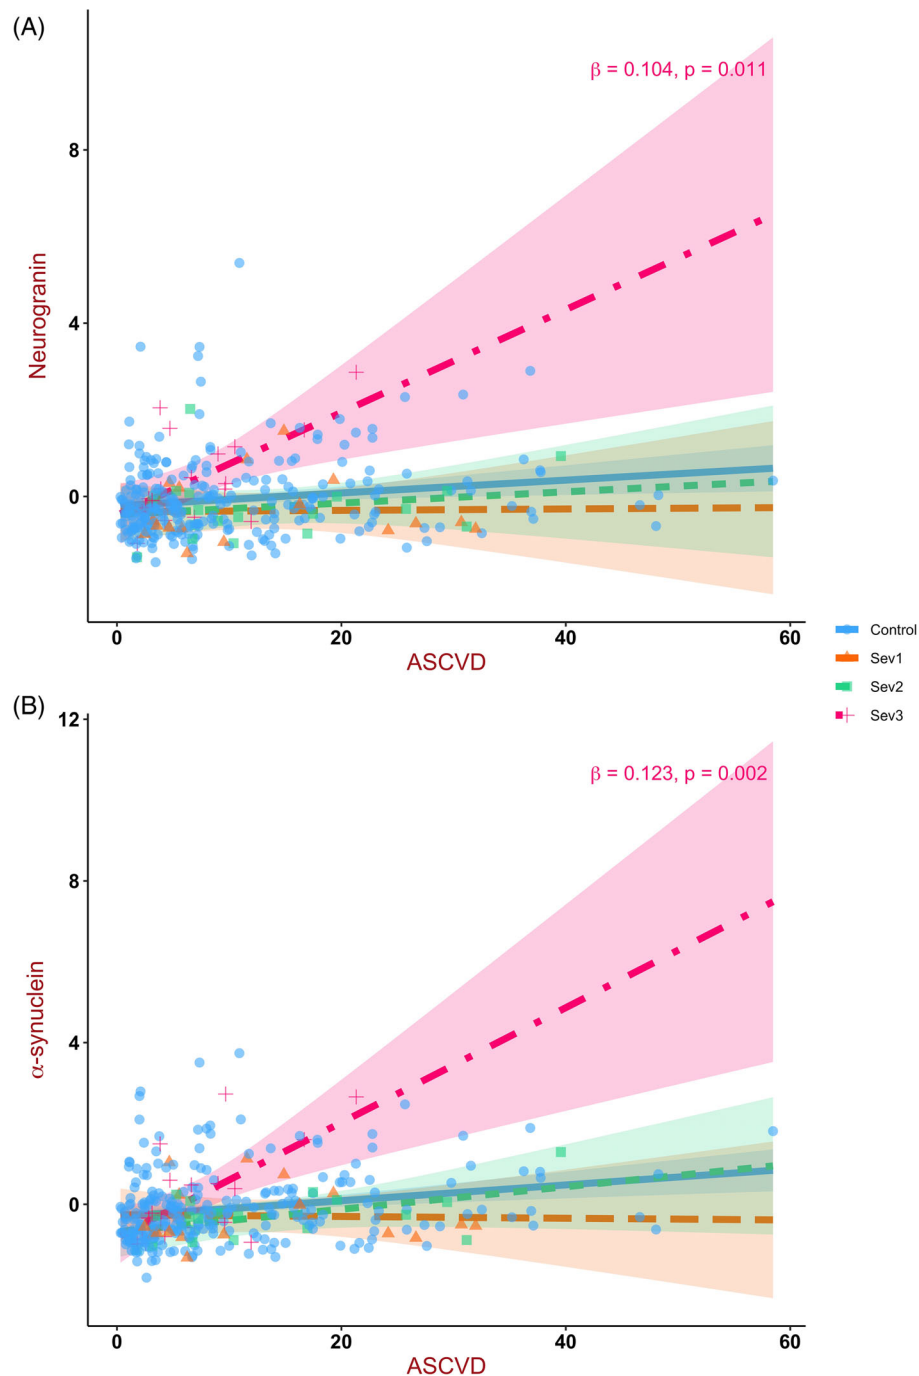 (A)
β = 0.104, p = 0.011
8
4
0
Neurogranin
0 20 40 60
ASCVD
Control
Sev1
Sev2
Sev3
(B)
12
β = 0.123, p = 0.002
8
4
0
α-synuclein
0 20 40 60
ASCVD